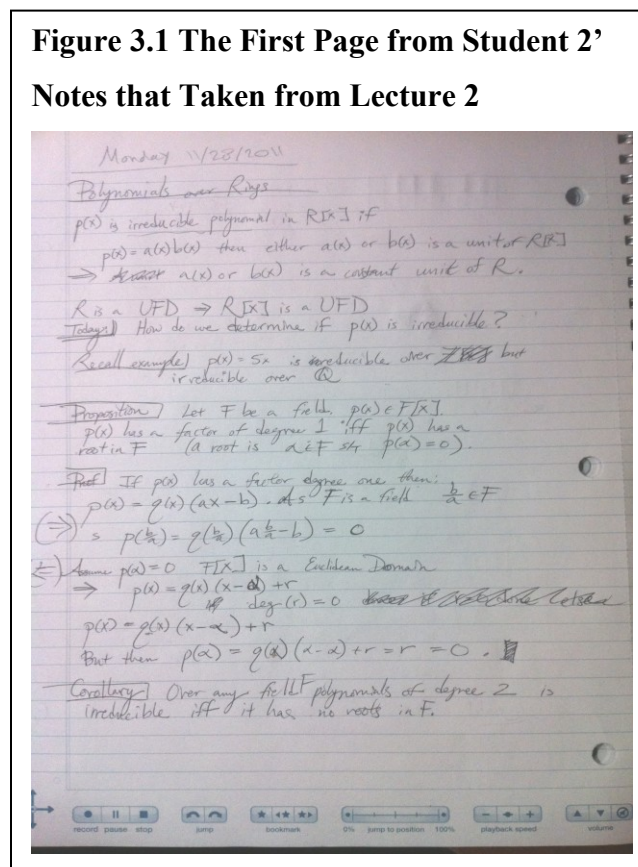 Figure 3.1 The First Page from Student 2’
Notes that Taken from Lecture 2
Monday 11/28/2011
Polynomials over Rings
p(x) is irreducible polynomial in R[x] if
p(x) = a(x)b(x) then either a(x) or b(x) is a unit of R[x]
⇒ a(x) or b(x) is a constant unit of R.
R is a UFD ⇒ R[x] is a UFD
Today: How do we determine if p(x) is irreducible?
Recall example) p(x) = 5x is reducible over but
irreducible over Q
Proposition Let F be a field, p(x) ∈ F[x].
p(x) has a factor of degree 1 iff p(x) has a
root in F (a root is α ∈ F st p(α) = 0).
Proof If p(x) has a factor degree one then:
p(x) = q(x)(ax-b). As F is a field b/a ∈ F
(⇒) s p(b/a) = q(b/a)(a b/a - b) = 0
⇐) Assume p(α)=0 F[x] is a Euclidean Domain
⇒ p(x) = q(x)(x-α)+r
deg(r) = 0
p(x) = q(x)(x-α)+r
But then p(α) = q(α)(α-α)+r = r = 0.
Corollary Over any field F polynomials of degree 2 is
irreducible iff it has no roots in F.
record pause stop jump bookmark 0% jump to position 100% playback speed volume